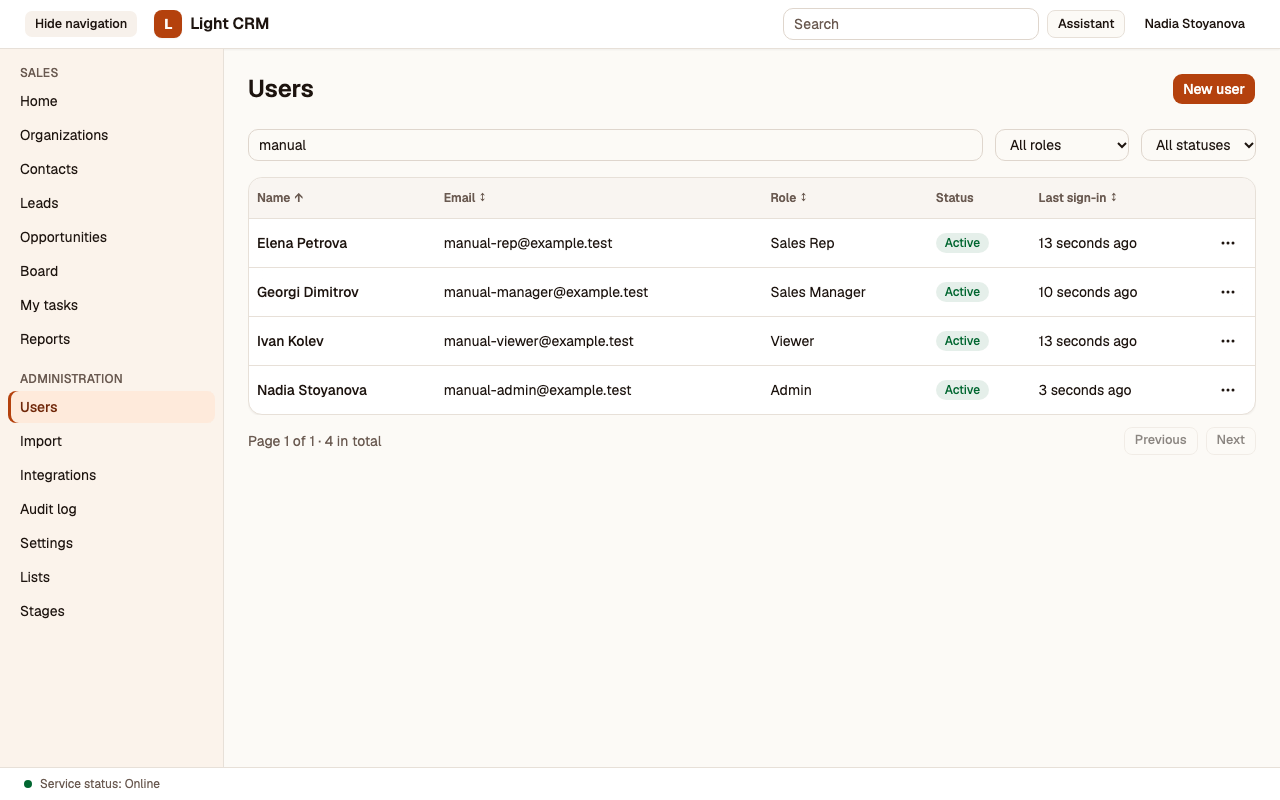 Hide navigation
L
Light CRM
Search
Assistant
Nadia Stoyanova
SALES
Home
Organizations
Contacts
Leads
Opportunities
Board
My tasks
Reports
ADMINISTRATION
Users
Import
Integrations
Audit log
Settings
Lists
Stages
Users
New user
manual
All roles
All statuses
Name ↑ Email ↕ Role ↕ Status Last sign-in ↕
Elena Petrova manual-rep@example.test Sales Rep Active 13 seconds ago ···
Georgi Dimitrov manual-manager@example.test Sales Manager Active 10 seconds ago ···
Ivan Kolev manual-viewer@example.test Viewer Active 13 seconds ago ···
Nadia Stoyanova manual-admin@example.test Admin Active 3 seconds ago ···
Page 1 of 1 · 4 in total
Previous
Next
Service status: Online